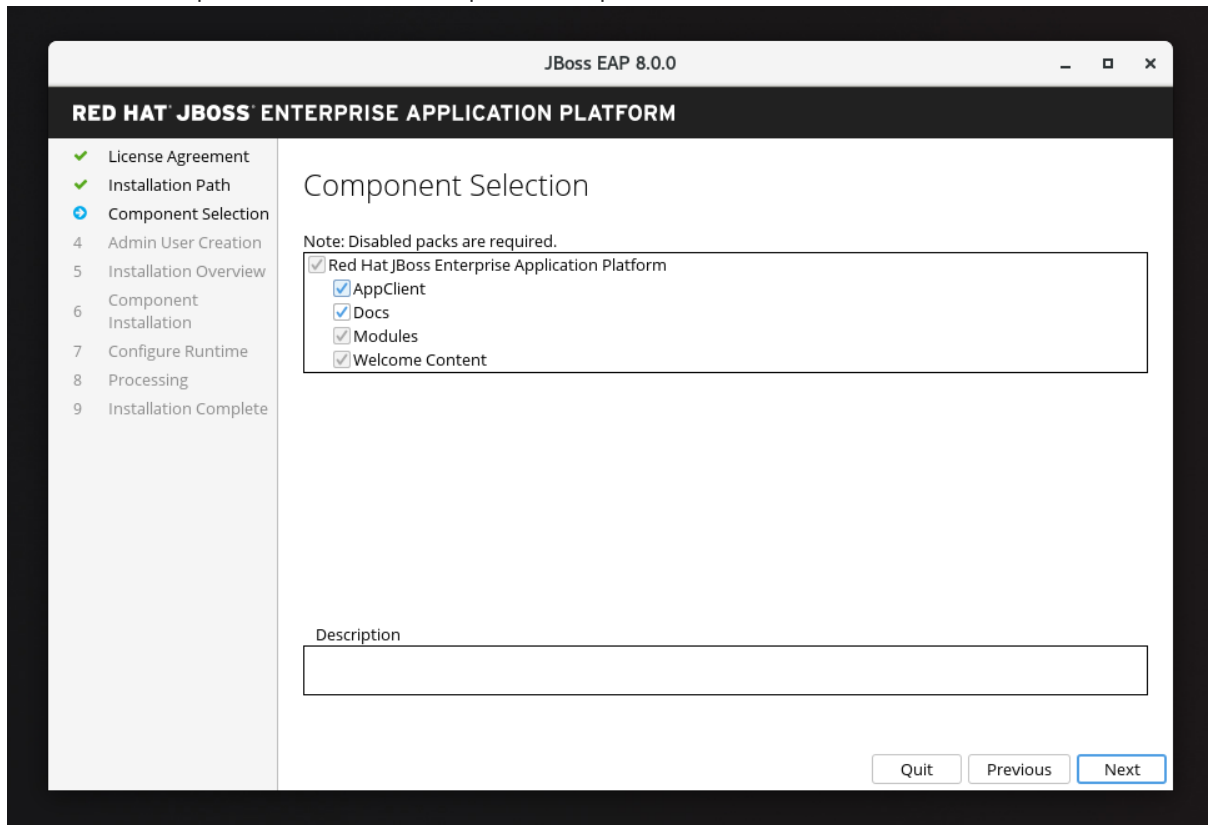 JBoss EAP 8.0.0
RED HAT® JBOSS® ENTERPRISE APPLICATION PLATFORM
License Agreement
Installation Path
Component Selection
4 Admin User Creation
5 Installation Overview
6 Component
Installation
7 Configure Runtime
8 Processing
9 Installation Complete
Component Selection
Note: Disabled packs are required.
Red Hat JBoss Enterprise Application Platform
AppClient
Docs
Modules
Welcome Content
Description
Quit
Previous
Next